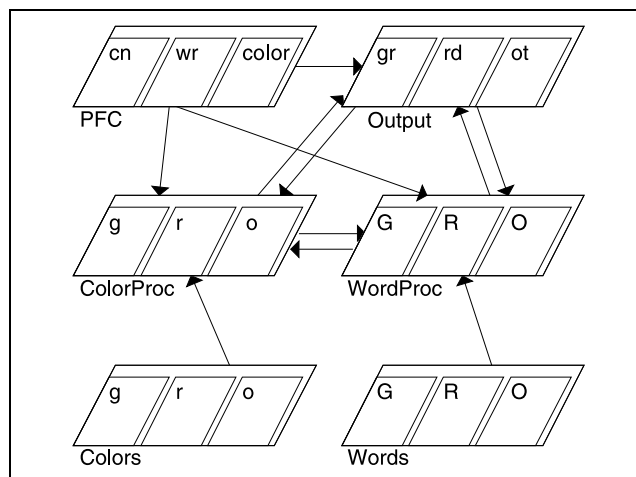 cn wr color gr rd ot
PFC Output
g r o G R O
ColorProc WordProc
g r o G R O
Colors Words